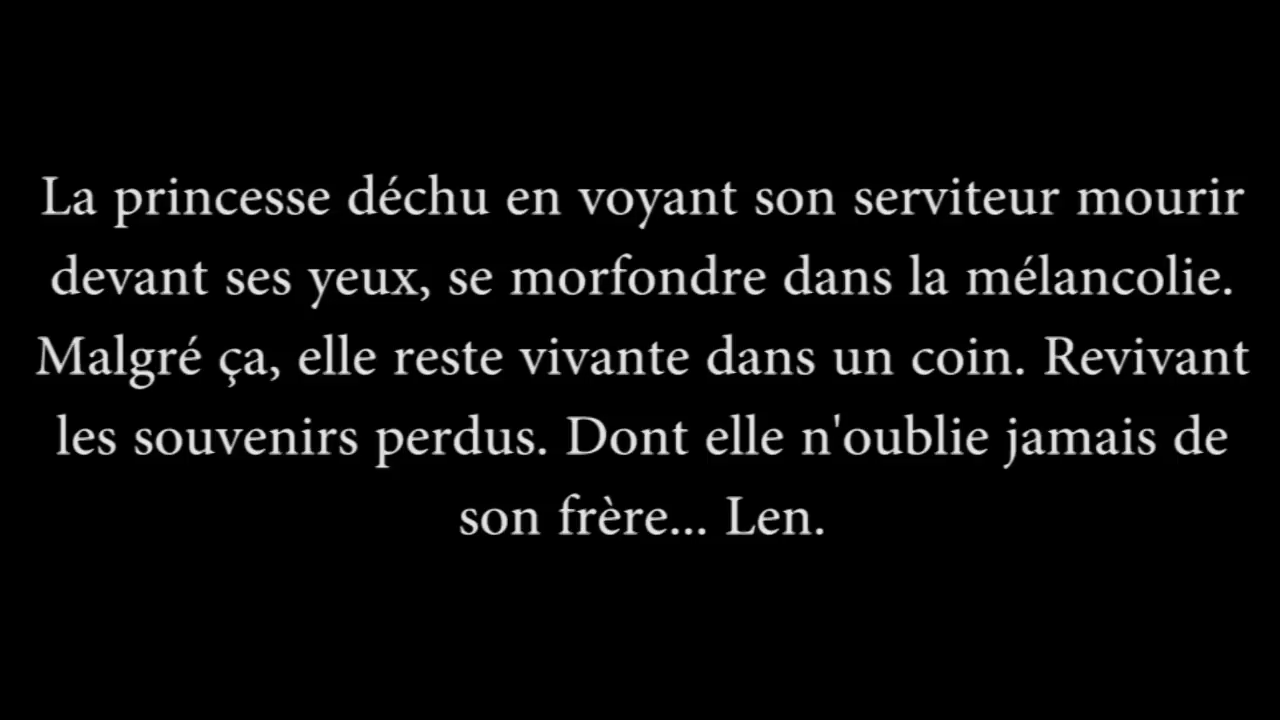 La princesse déchu en voyant son serviteur mourir
devant ses yeux, se morfondre dans la mélancolie.
Malgré ça, elle reste vivante dans un coin. Revivant
les souvenirs perdus. Dont elle n'oublie jamais de
son frère... Len.